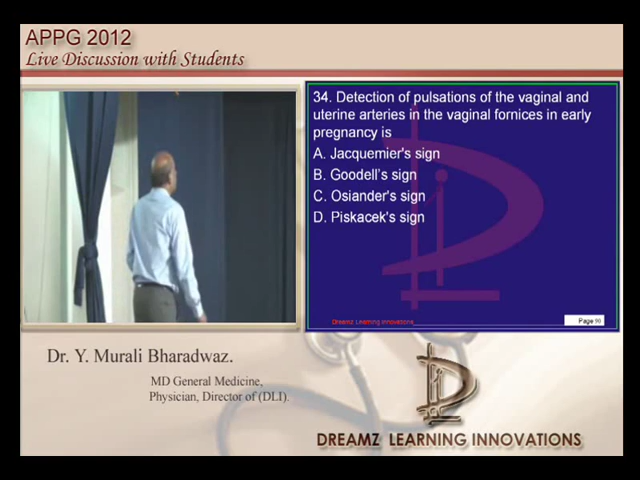 APPG 2012
Live Discussion with Students
34. Detection of pulsations of the vaginal and
uterine arteries in the vaginal fornices in early
pregnancy is
A. Jacquemier's sign
B. Goodell's sign
C. Osiander's sign
D. Piskacek's sign
Dreamz Learning Innovations
Page 90
Dr. Y. Murali Bharadwaz.
MD General Medicine,
Physician, Director of (DLI).
DREAMZ LEARNING INNOVATIONS